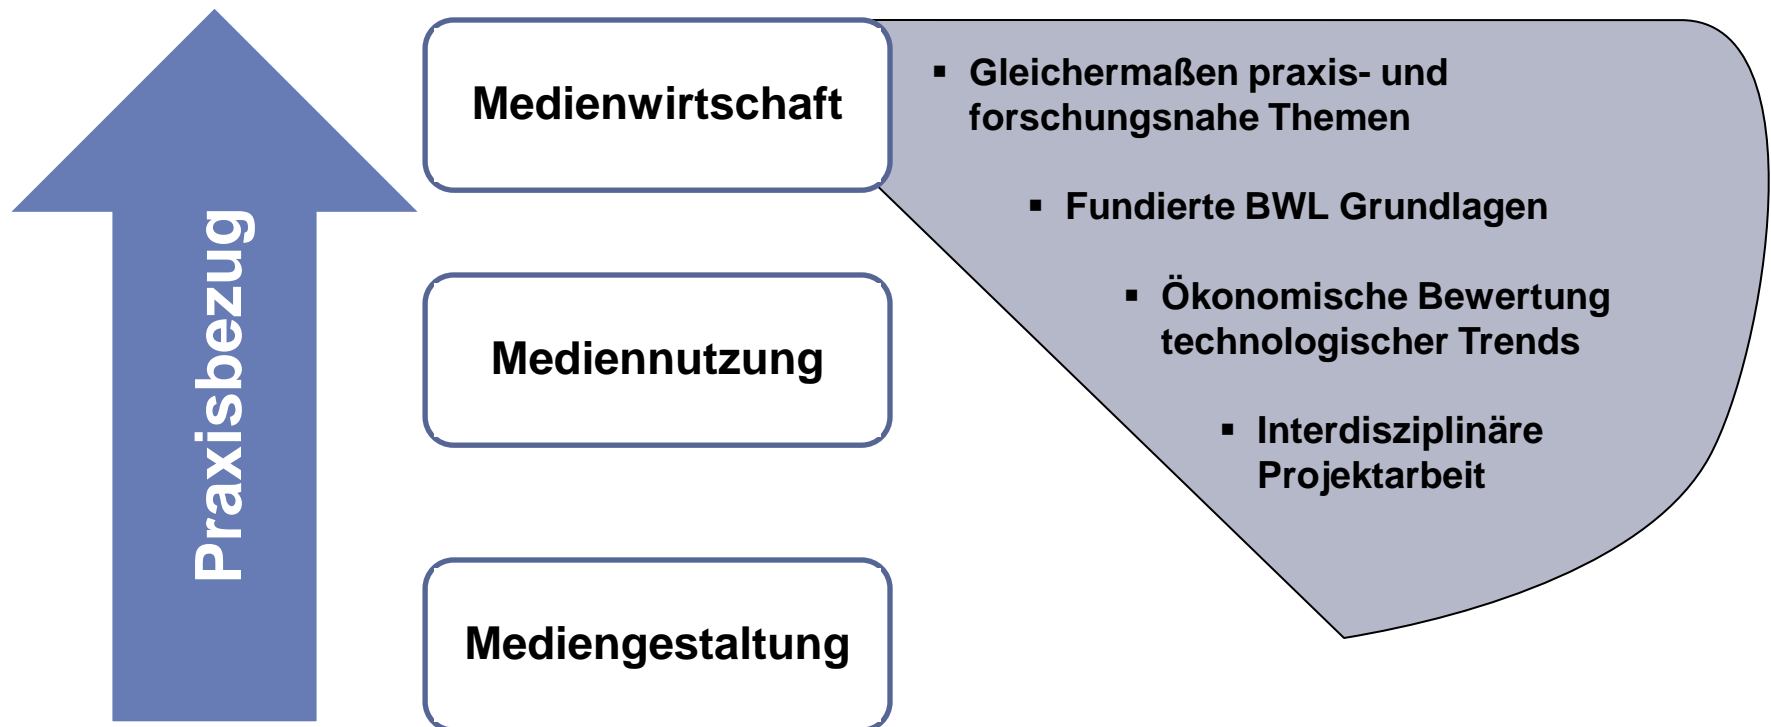 Praxisbezug
Medienwirtschaft
▪ Gleichermaßen praxis- und
forschungsnahe Themen
▪ Fundierte BWL Grundlagen
▪ Ökonomische Bewertung
technologischer Trends
▪ Interdisziplinäre
Projektarbeit
Mediennutzung
Mediengestaltung